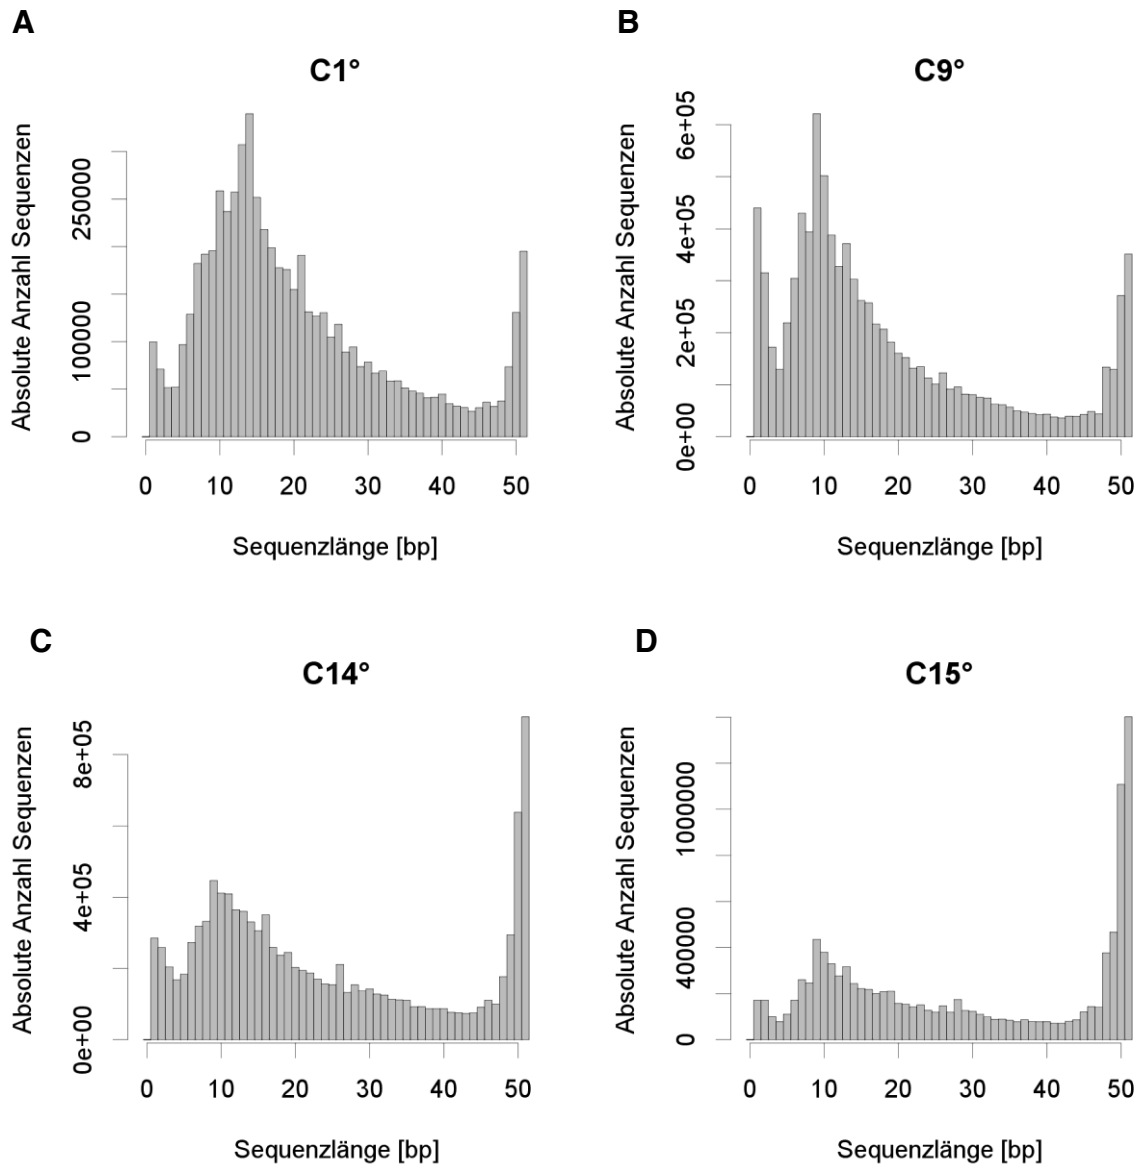 A
C1°
Absolute Anzahl Sequenzen
250000
100000
0
0 10 20 30 40 50
Sequenzlänge [bp]
B
C9°
Absolute Anzahl Sequenzen
6e+05
4e+05
2e+05
0e+00
0 10 20 30 40 50
Sequenzlänge [bp]
C
C14°
Absolute Anzahl Sequenzen
8e+05
4e+05
0e+00
0 10 20 30 40 50
Sequenzlänge [bp]
D
C15°
Absolute Anzahl Sequenzen
1000000
400000
0
0 10 20 30 40 50
Sequenzlänge [bp]